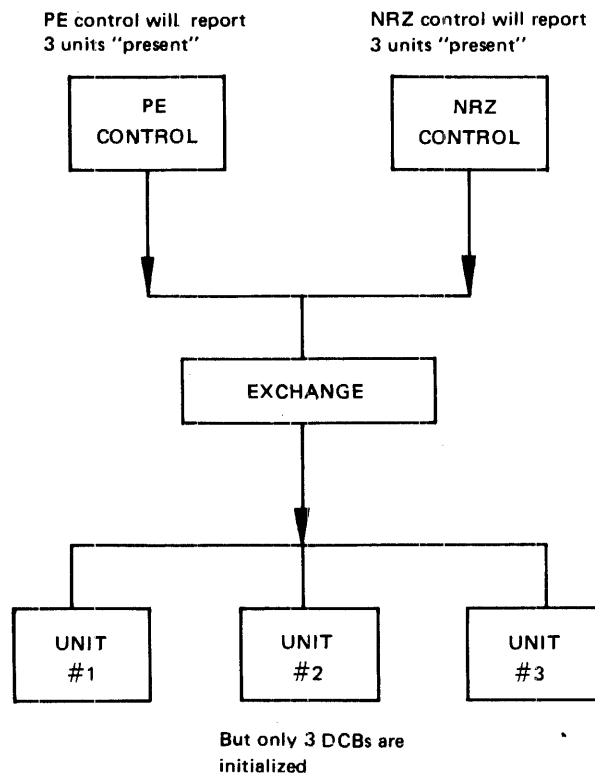 PE control will report
3 units "present"
NRZ control will report
3 units "present"
PE
CONTROL
NRZ
CONTROL
EXCHANGE
UNIT
#1
UNIT
#2
UNIT
#3
But only 3 DCBs are
initialized